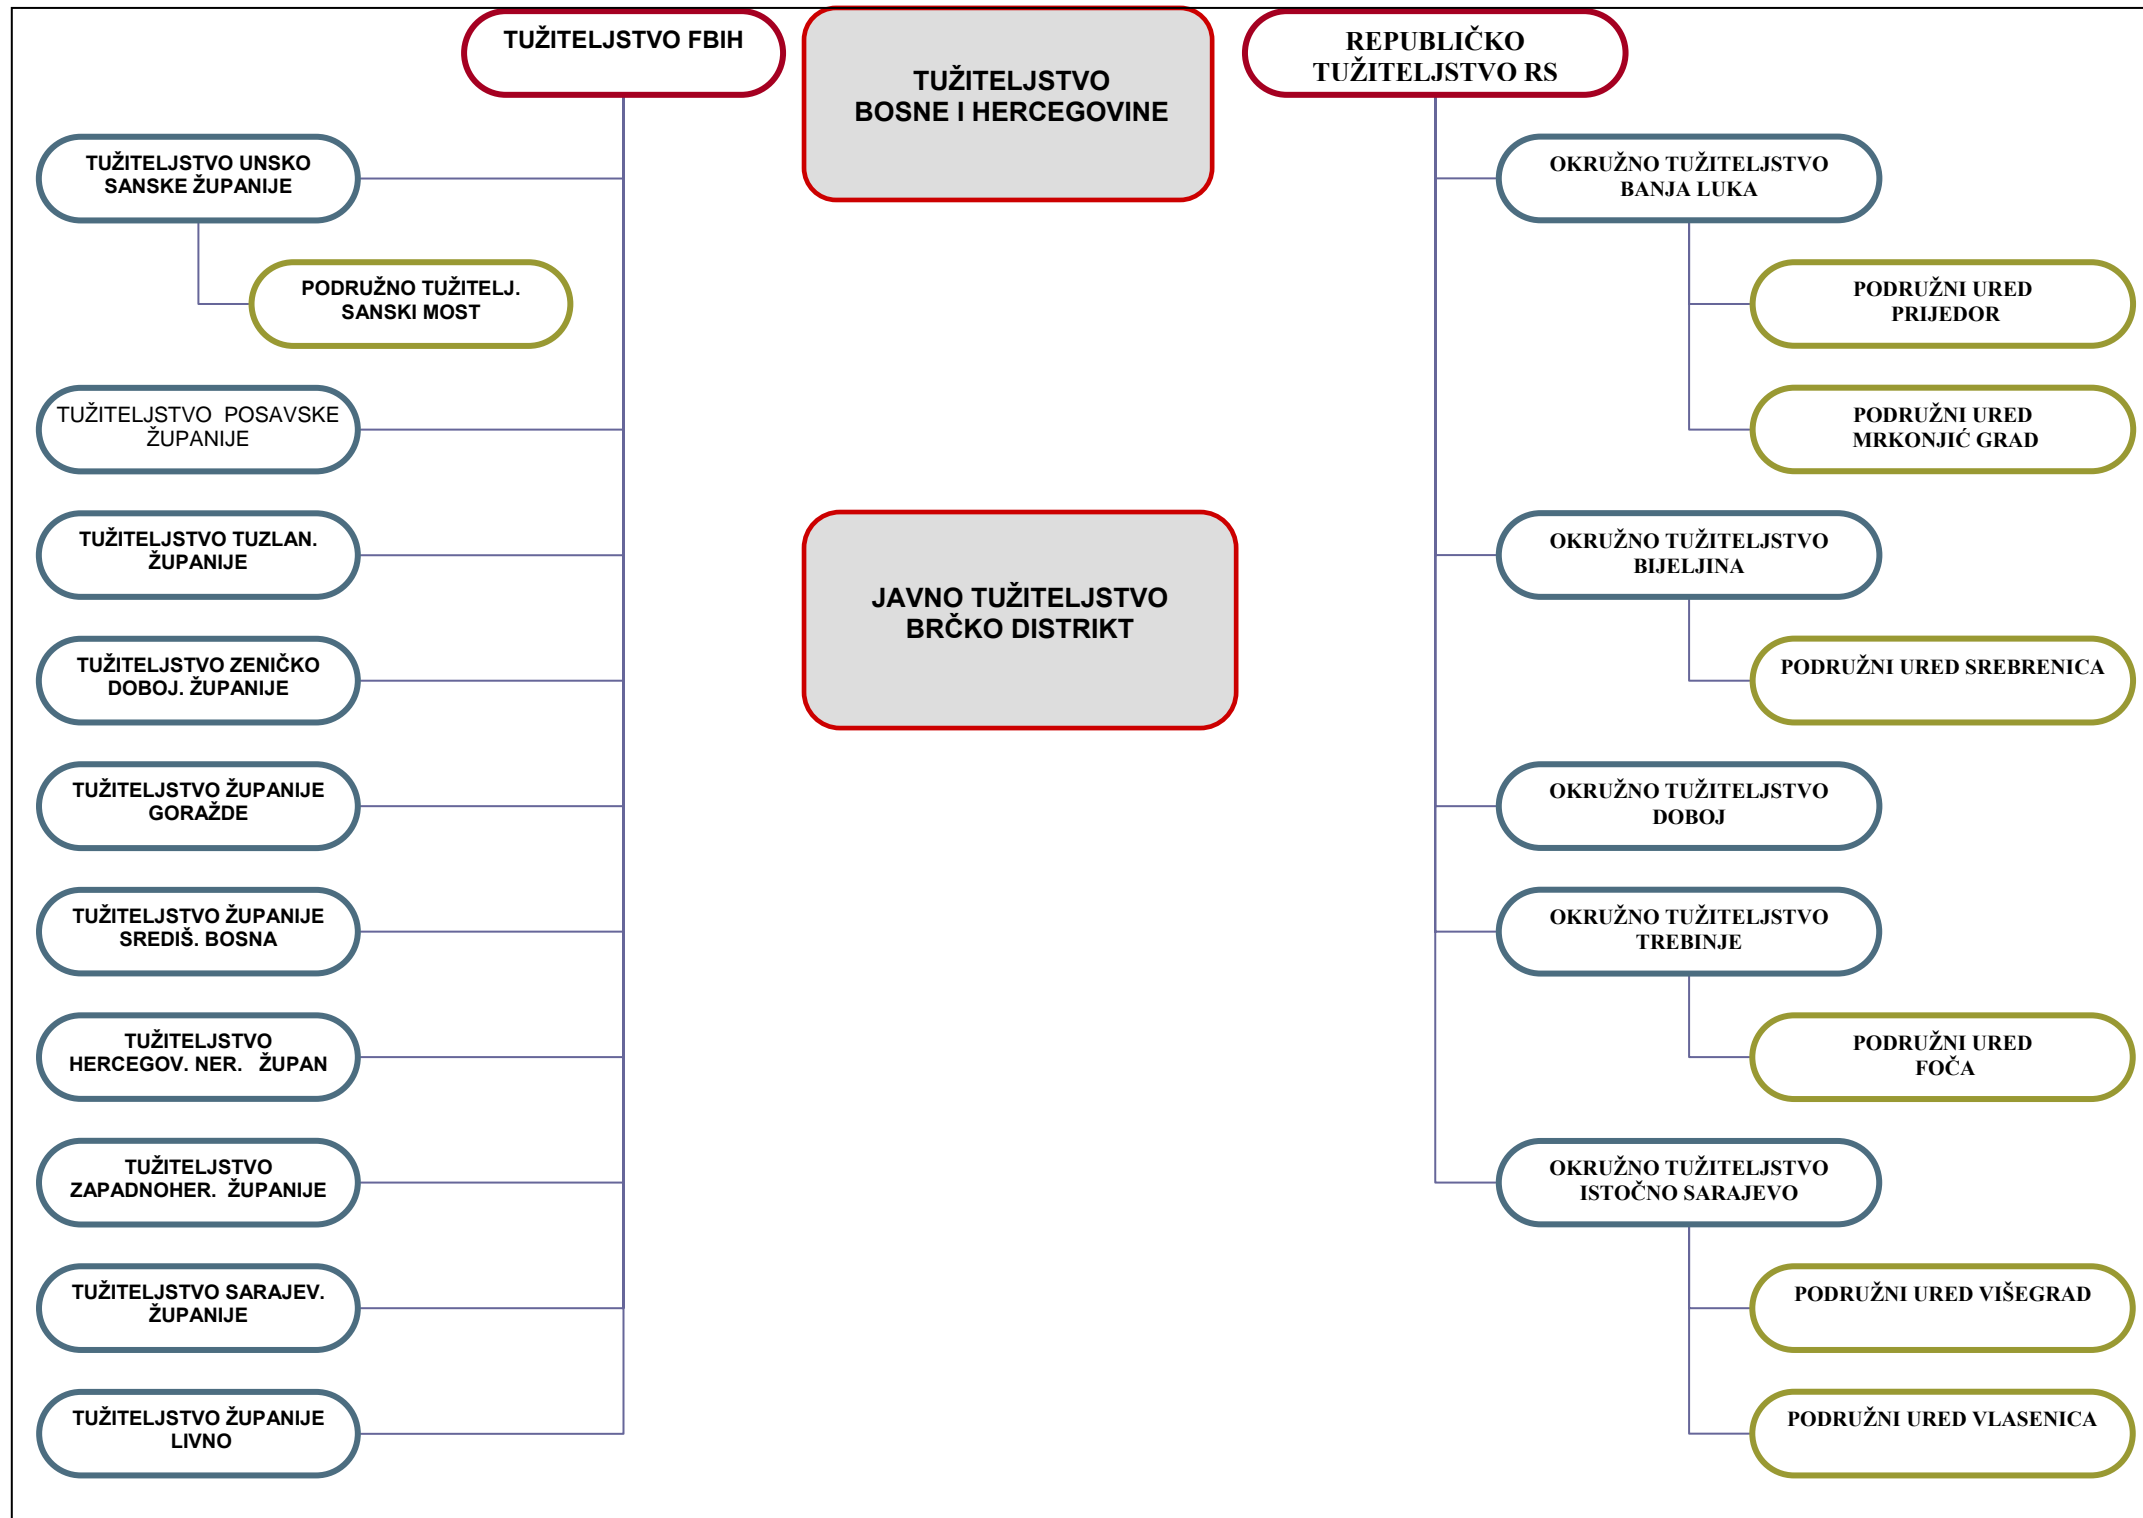 TUŽITELJSTVO FBIH
TUŽITELJSTVO UNSKO
SANSKE ŽUPANIJE
PODRUŽNO TUŽITELJ.
SANSKI MOST
TUŽITELJSTVO  POSAVSKE
ŽUPANIJE
TUŽITELJSTVO TUZLAN.
ŽUPANIJE
TUŽITELJSTVO ZENIČKO
DOBOJ. ŽUPANIJE
TUŽITELJSTVO ŽUPANIJE
GORAŽDE
TUŽITELJSTVO ŽUPANIJE
SREDIŠ. BOSNA
TUŽITELJSTVO
HERCEGOV. NER.   ŽUPAN
TUŽITELJSTVO
ZAPADNOHER.  ŽUPANIJE
TUŽITELJSTVO SARAJEV.
ŽUPANIJE
TUŽITELJSTVO ŽUPANIJE
LIVNO
TUŽITELJSTVO
BOSNE I HERCEGOVINE
JAVNO TUŽITELJSTVO
BRČKO DISTRIKT
REPUBLIČKO
TUŽITELJSTVO RS
OKRUŽNO TUŽITELJSTVO
BANJA LUKA
PODRUŽNI URED
PRIJEDOR
PODRUŽNI URED
MRKONJIĆ GRAD
OKRUŽNO TUŽITELJSTVO
BIJELJINA
PODRUŽNI URED SREBRENICA
OKRUŽNO TUŽITELJSTVO
DOBOJ
OKRUŽNO TUŽITELJSTVO
TREBINJE
PODRUŽNI URED
FOČA
OKRUŽNO TUŽITELJSTVO
ISTOČNO SARAJEVO
PODRUŽNI URED VIŠEGRAD
PODRUŽNI URED VLASENICA